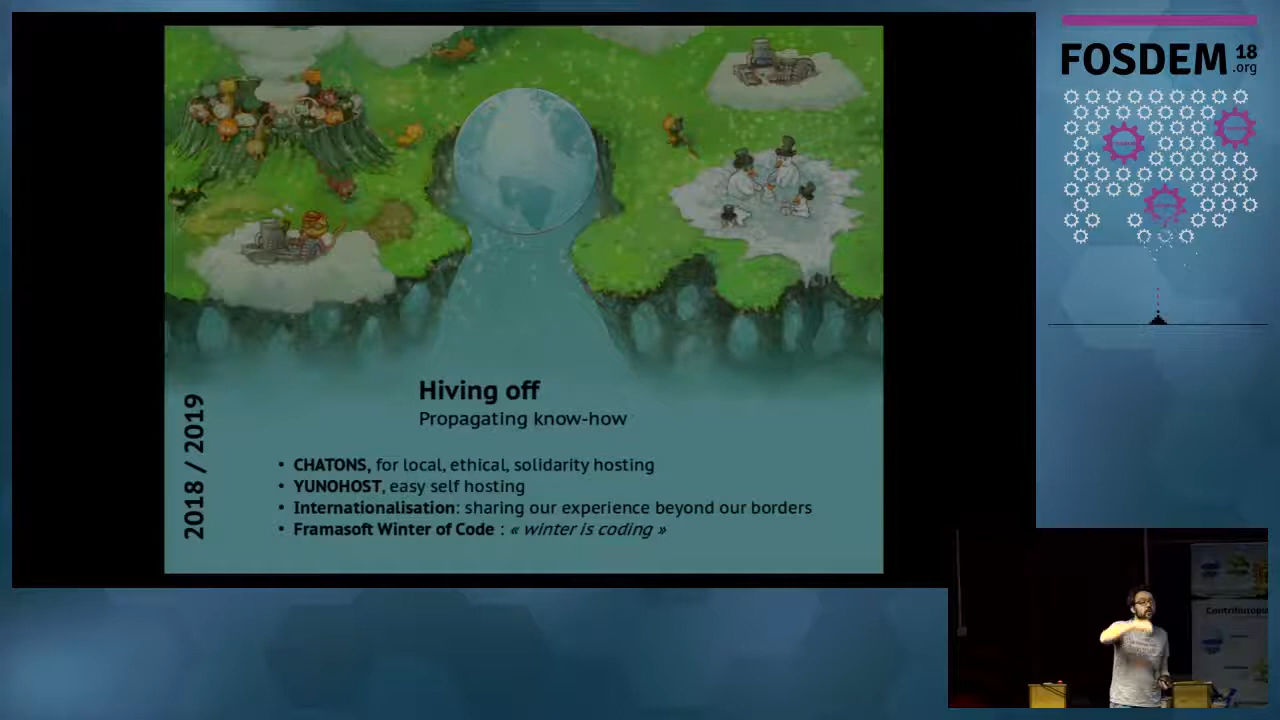 FOSDEM 18
.org
Hiving off
Propagating know-how
2018 / 2019
• CHATONS, for local, ethical, solidarity hosting
• YUNOHOST, easy self hosting
• Internationalisation: sharing our experience beyond our borders
• Framasoft Winter of Code : « winter is coding »